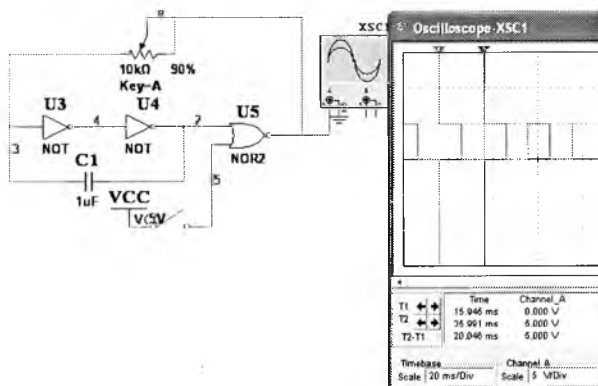 8
XSC1
10kΩ 90%
Key-A
U3
4
U4
2
U5
3
NOT
NOT
NOR2
C1
1uF
5
VCC
5V
Oscilloscope-XSC1
Time Channel_A
T1 15.946 ms 0.000 V
T2 35.991 ms 5.000 V
T2-T1 20.046 ms 5.000 V
Timebase Channel_A
Scale 20 ms/Div Scale 5 V/Div